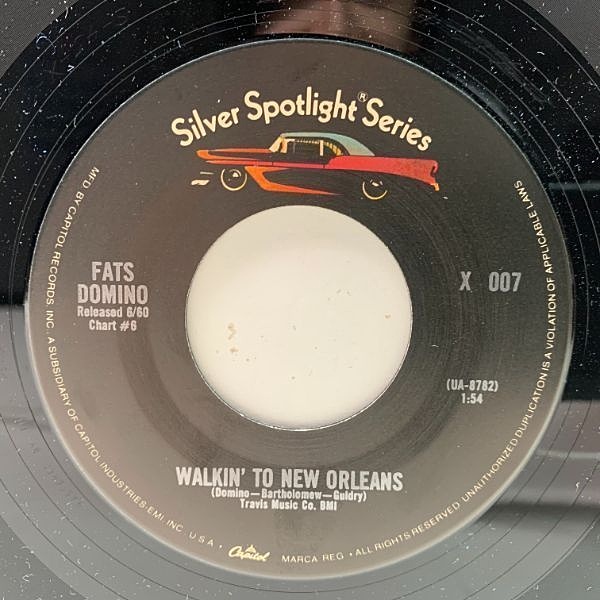 Silver Spotlight® Series
FATS
DOMINO
Released 6/60
Chart #6
X 007
(UA-8782)
1:54
WALKIN' TO NEW ORLEANS
(Domino—Bartholomew—Guidry)
Travis Music Co. BMI
MFD. BY CAPITOL RECORDS, INC., A SUBSIDIARY OF CAPITOL INDUSTRIES-EMI, INC. U.S.A. • Capitol MARCA REG. • ALL RIGHTS RESERVED UNAUTHORIZED DUPLICATION IS A VIOLATION OF APPLICABLE LAWS